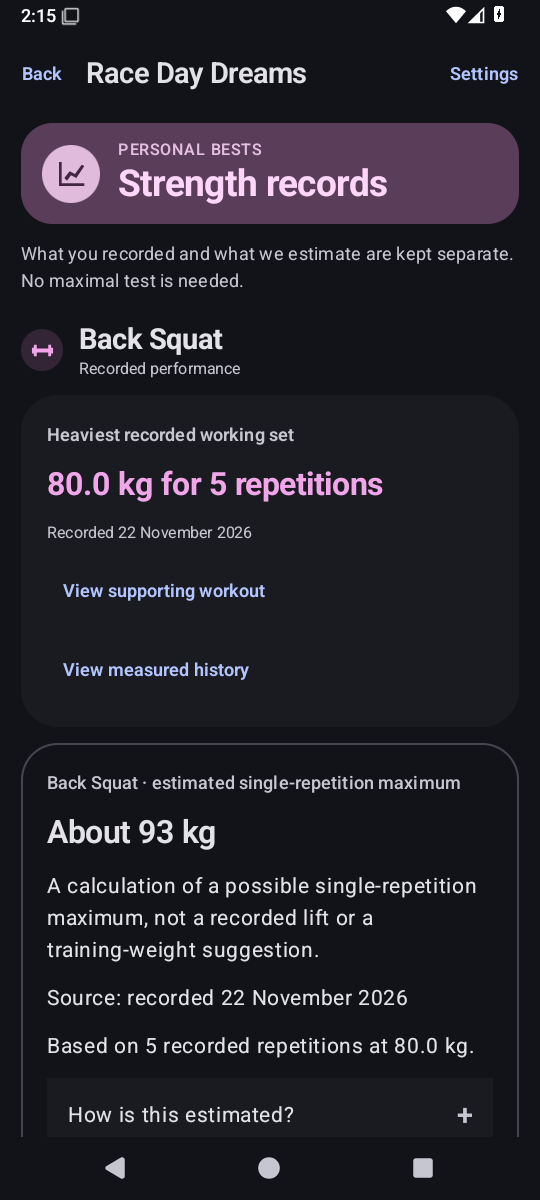 2:15
Back
Race Day Dreams
Settings
PERSONAL BESTS
Strength records
What you recorded and what we estimate are kept separate.
No maximal test is needed.
Back Squat
Recorded performance
Heaviest recorded working set
80.0 kg for 5 repetitions
Recorded 22 November 2026
View supporting workout
View measured history
Back Squat · estimated single-repetition maximum
About 93 kg
A calculation of a possible single-repetition
maximum, not a recorded lift or a
training-weight suggestion.
Source: recorded 22 November 2026
Based on 5 recorded repetitions at 80.0 kg.
How is this estimated?
+